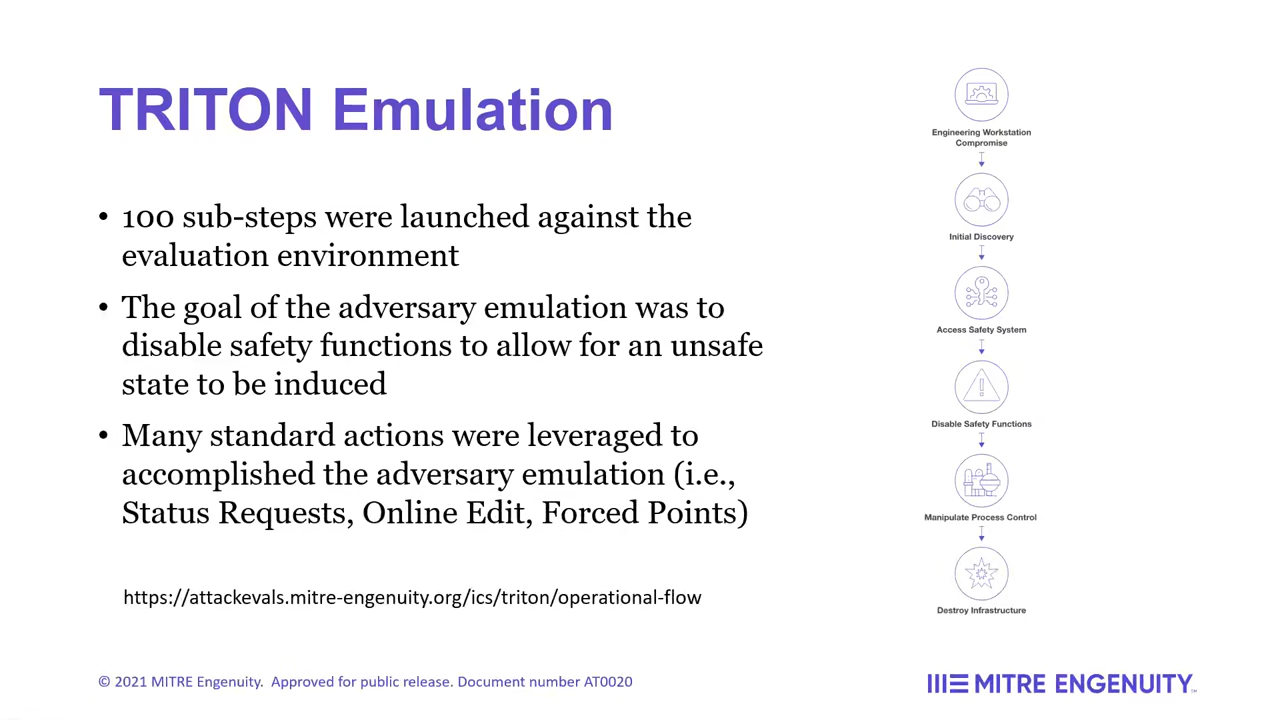 TRITON Emulation
• 100 sub-steps were launched against the
evaluation environment
• The goal of the adversary emulation was to
disable safety functions to allow for an unsafe
state to be induced
• Many standard actions were leveraged to
accomplished the adversary emulation (i.e.,
Status Requests, Online Edit, Forced Points)
https://attackevals.mitre-engenuity.org/ics/triton/operational-flow
Engineering Workstation
Compromise
Initial Discovery
Access Safety System
Disable Safety Functions
Manipulate Process Control
Destroy Infrastructure
© 2021 MITRE Engenuity. Approved for public release. Document number AT0020
MITRE ENGENUITY℠